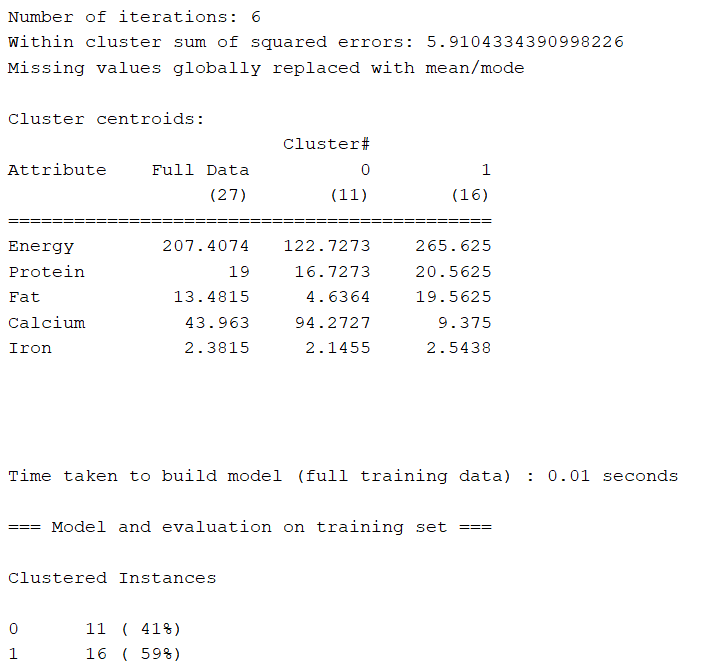 Number of iterations: 6
Within cluster sum of squared errors: 5.9104334390998226
Missing values globally replaced with mean/mode

Cluster centroids:
                         Cluster#
Attribute    Full Data          0          1
                  (27)       (11)       (16)
============================================
Energy        207.4074   122.7273    265.625
Protein             19    16.7273    20.5625
Fat            13.4815     4.6364    19.5625
Calcium         43.963    94.2727      9.375
Iron            2.3815     2.1455     2.5438

Time taken to build model (full training data) : 0.01 seconds

=== Model and evaluation on training set ===

Clustered Instances

0      11 ( 41%)
1      16 ( 59%)